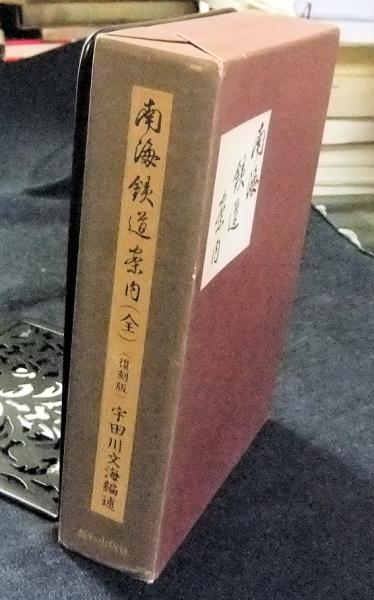 南海鉄道案内(全)
(復刻版)
宇田川文海編述
南海
鉄道
案内